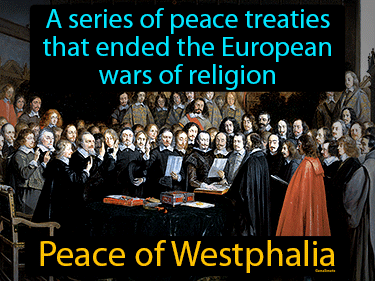 A series of peace treaties
that ended the European
wars of religion
Peace of Westphalia